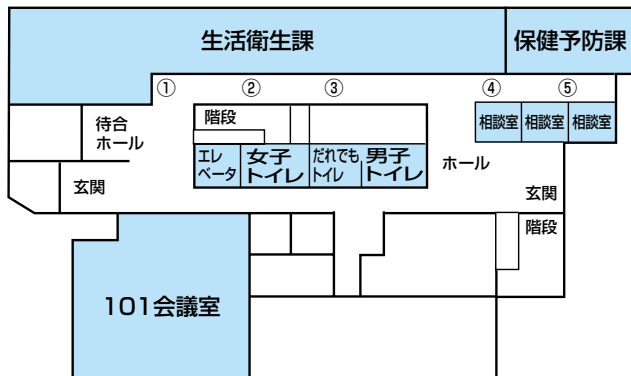 生活衛生課
保健予防課
①
②
③
④
⑤
待合
ホール
階段
相談室
相談室
相談室
エレ
ベータ
女子
トイレ
だれでも
トイレ
男子
トイレ
ホール
玄関
玄関
階段
101会議室